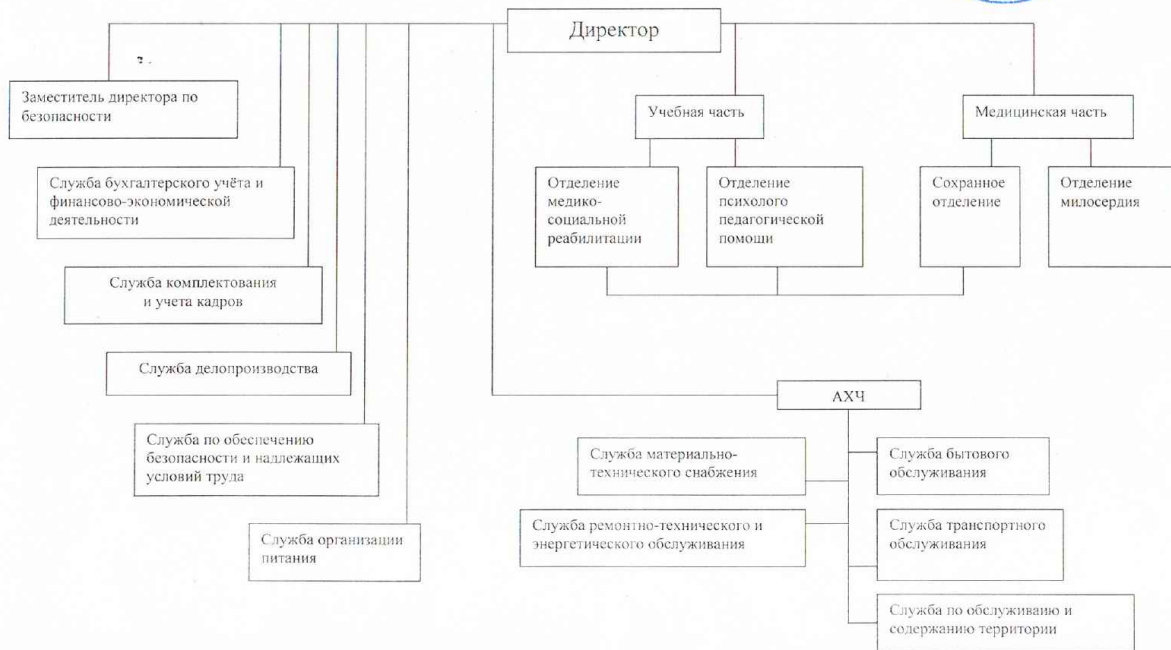 Директор
Заместитель директора по
безопасности
Учебная часть
Медицинская часть
Служба бухгалтерского учёта и
финансово-экономической
деятельности
Отделение
медико-
социальной
реабилитации
Отделение
психолого
педагогической
помощи
Сохранное
отделение
Отделение
милосердия
Служба комплектования
и учета кадров
Служба делопроизводства
АХЧ
Служба по обеспечению
безопасности и надлежащих
условий труда
Служба материально-
технического снабжения
Служба бытового
обслуживания
Служба организации
питания
Служба ремонтно-технического и
энергетического обслуживания
Служба транспортного
обслуживания
Служба по обслуживанию и
содержанию территории